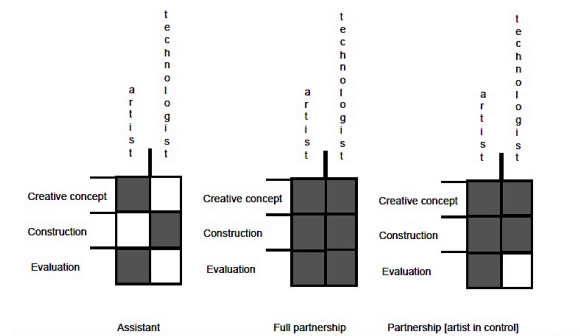 artist
technologist
Creative concept
Construction
Evaluation
Assistant
artist
technologist
Creative concept
Construction
Evaluation
Full partnership
artist
technologist
Creative concept
Construction
Evaluation
Partnership [artist in control]